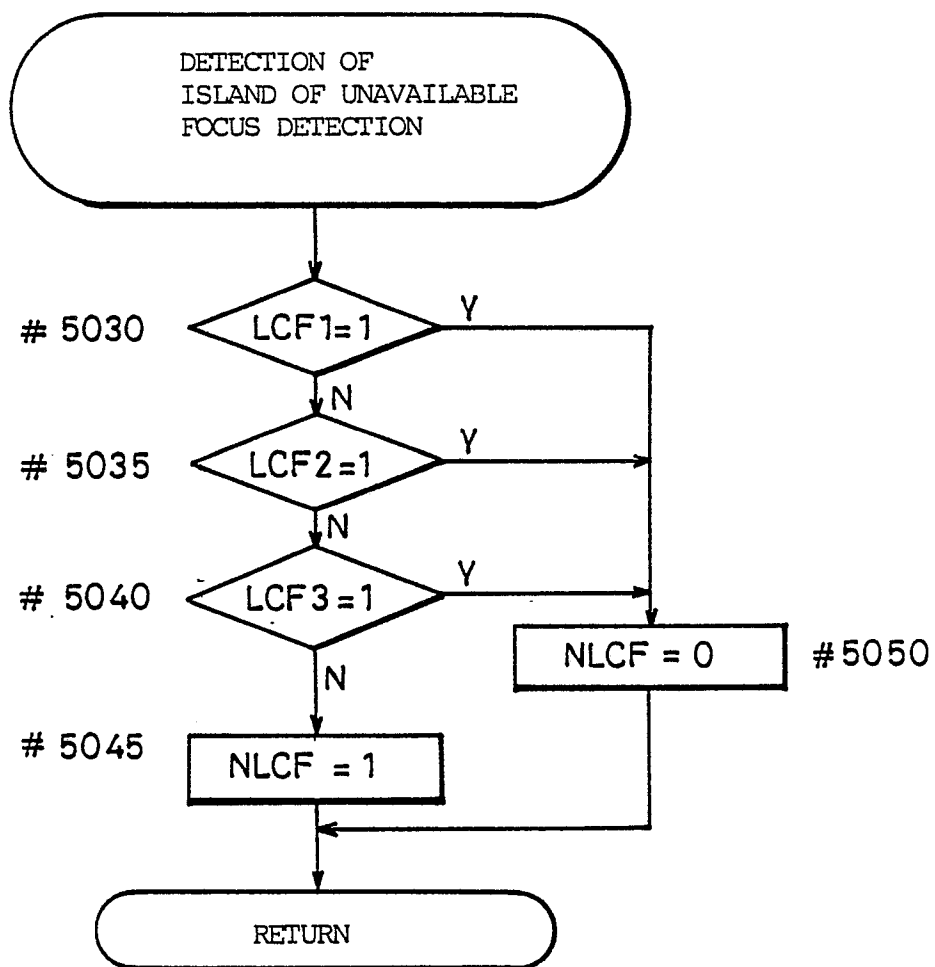 DETECTION OF
ISLAND OF UNAVAILABLE
FOCUS DETECTION
# 5030
LCF1=1
Y
N
# 5035
LCF2=1
Y
N
# 5040
LCF3=1
Y
N
NLCF = 0
#5050
# 5045
NLCF = 1
RETURN